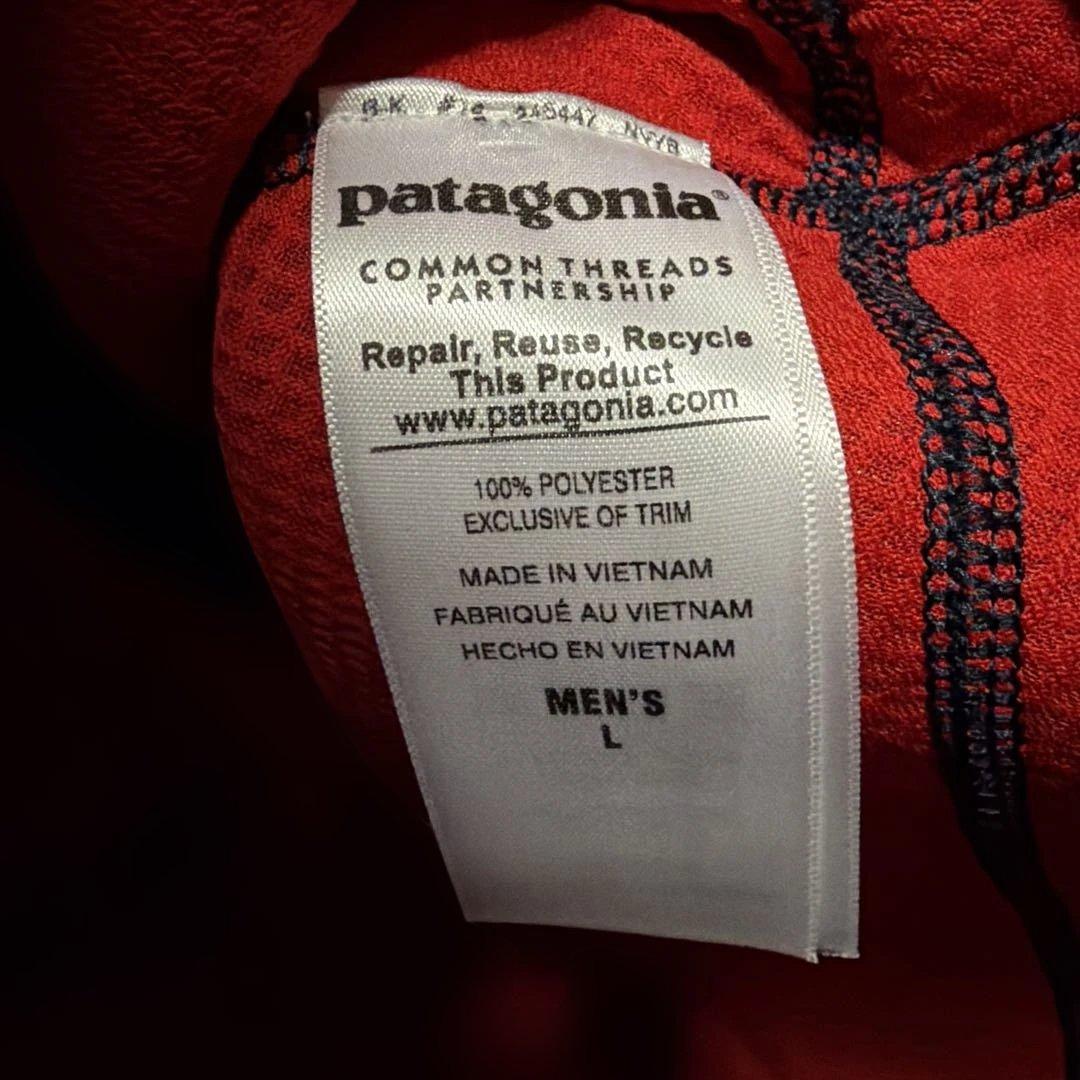 BK
patagonia®
COMMON THREADS
PARTNERSHIP
Repair, Reuse, Recycle
This Product
www.patagonia.com
100% POLYESTER
EXCLUSIVE OF TRIM
MADE IN VIETNAM
FABRIQUÉ AU VIETNAM
HECHO EN VIETNAM
MEN'S
L